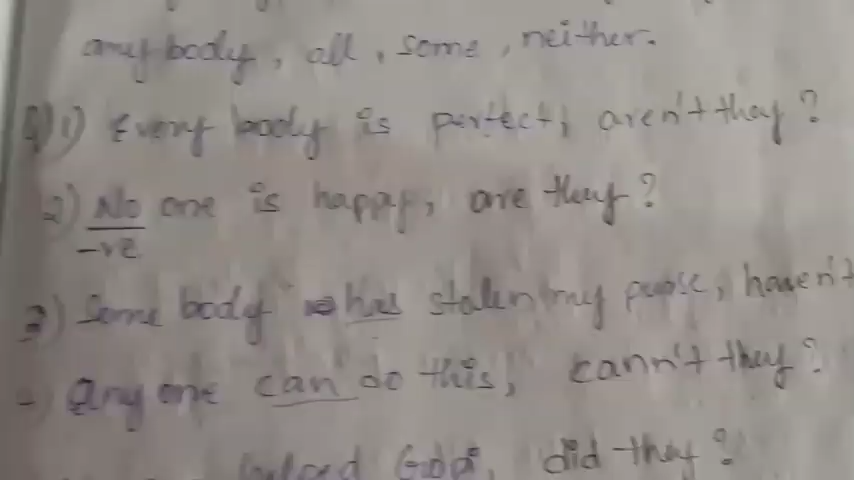 any body, all, some, neither.
1) Every body is perfect, aren't they?
2) No one is happy, are they?
-ve
3) Some body has stolen my purse, haven't
Any one can do this, cann't they?
God, did they?